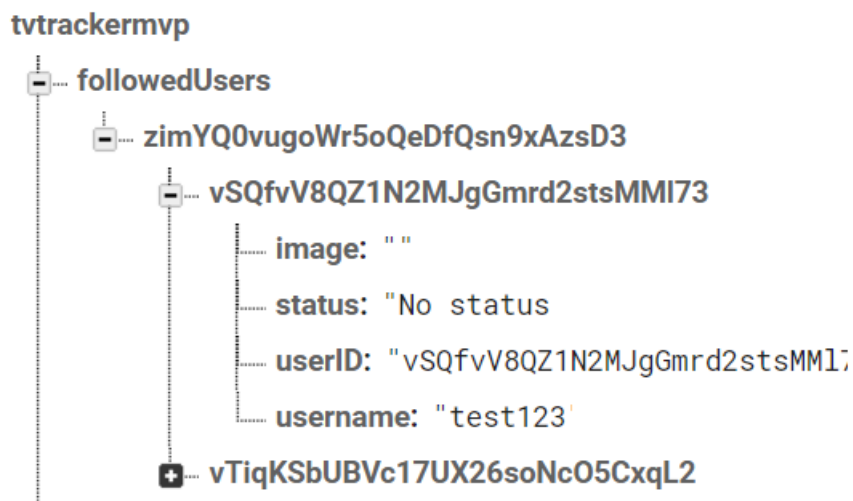 tvtrackermvp
followedUsers
zimYQ0vugoWr5oQeDfQsn9xAzsD3
vSQfvV8QZ1N2MJgGmrd2stsMMl73
image: ""
status: "No status
userID: "vSQfvV8QZ1N2MJgGmrd2stsMMl7
username: "test123'
vTiqKSbUBVc17UX26soNcO5CxqL2